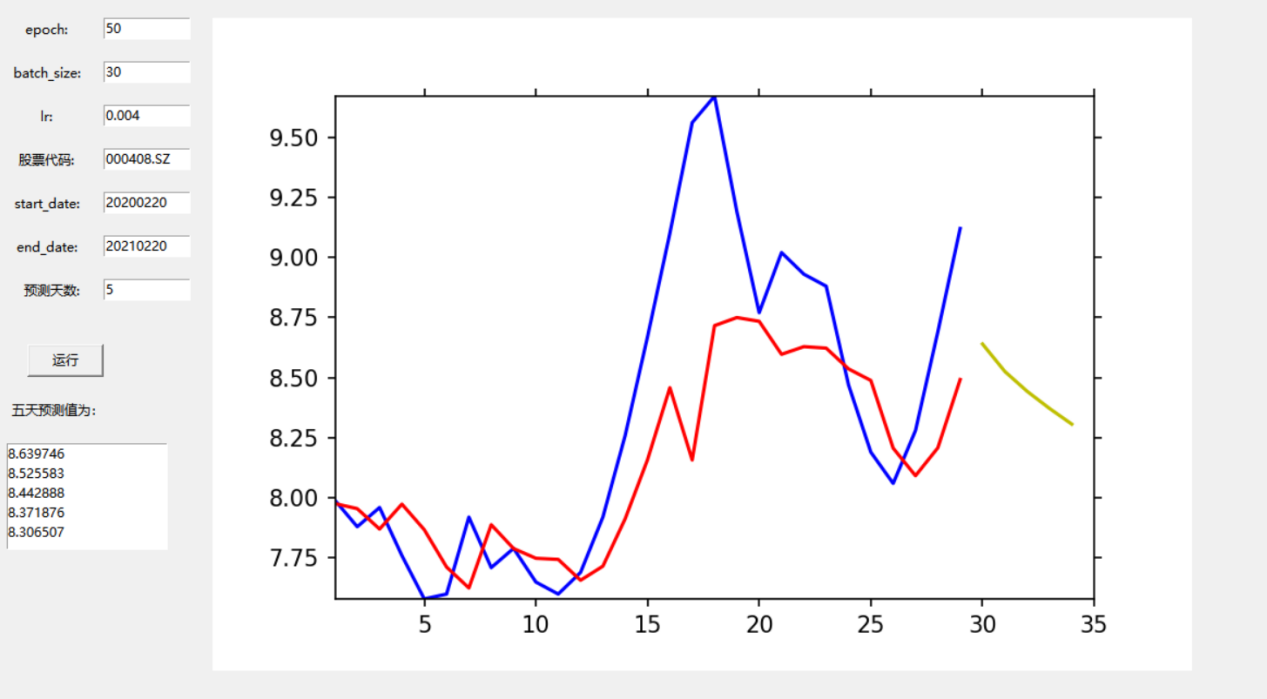 epoch: 50
batch_size: 30
lr: 0.004
股票代码: 000408.SZ
start_date: 20200220
end_date: 20210220
预测天数: 5
运行
五天预测值为:
8.639746
8.525583
8.442888
8.371876
8.306507
9.50
9.25
9.00
8.75
8.50
8.25
8.00
7.75
5 10 15 20 25 30 35